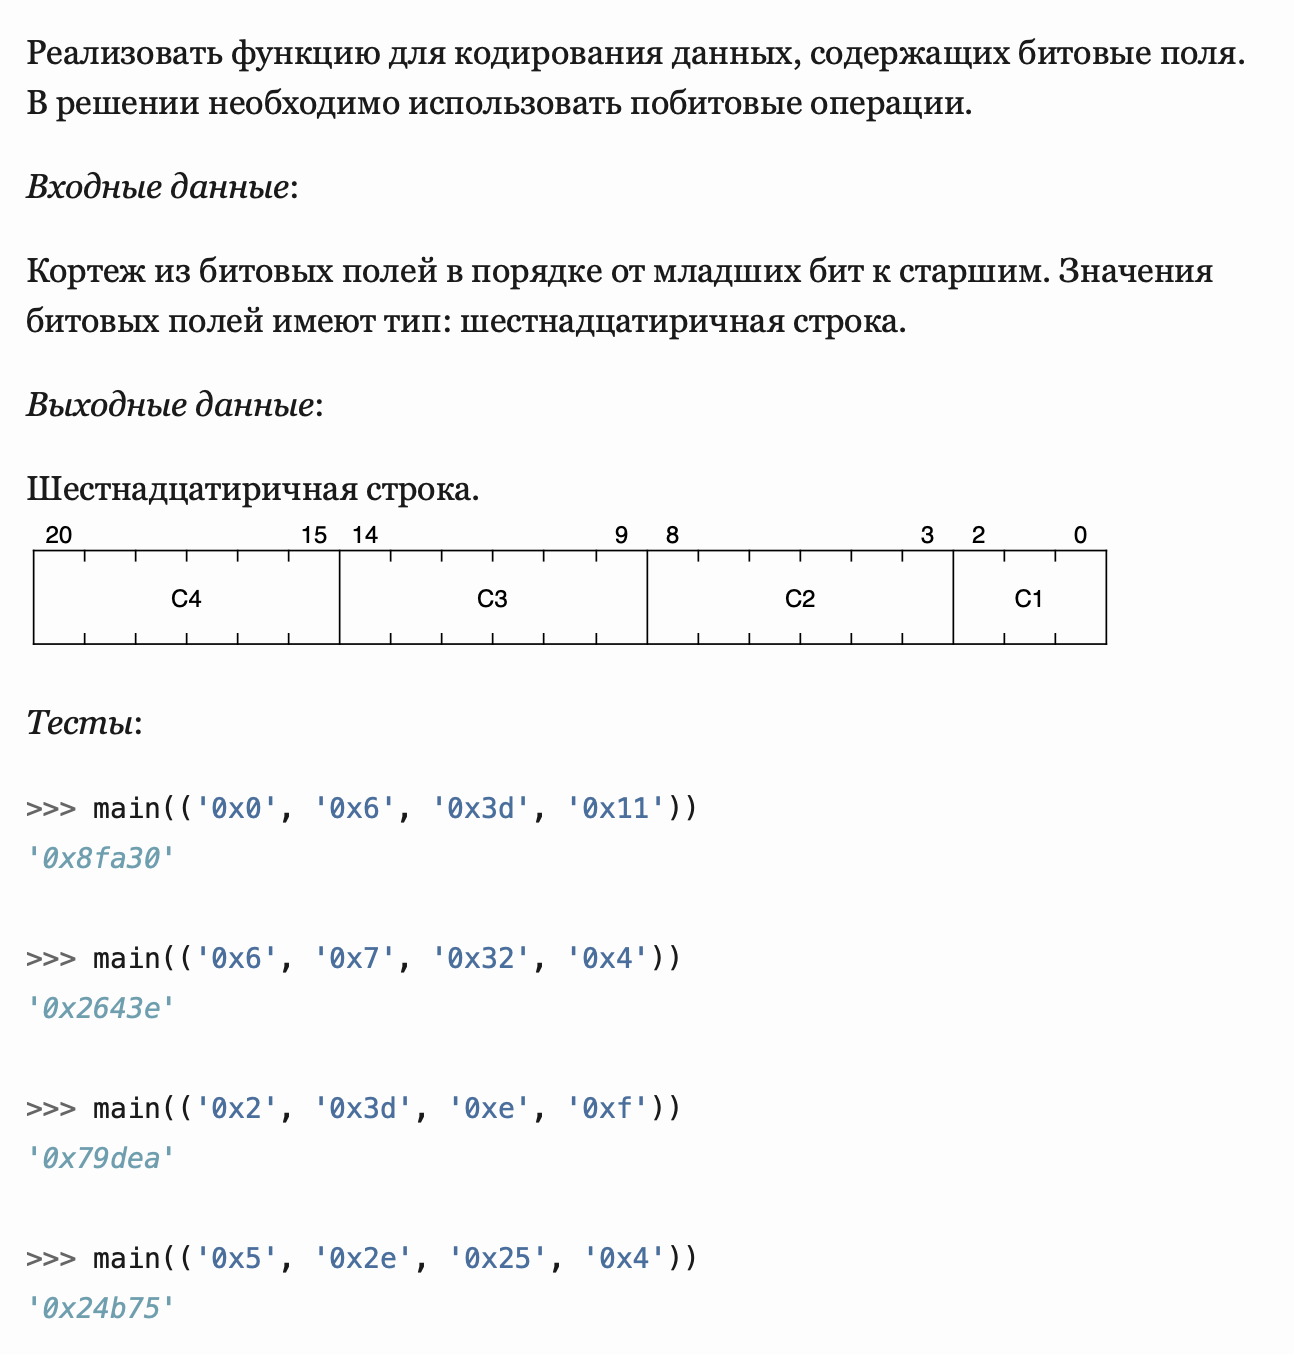 Реализовать функцию для кодирования данных, содержащих битовые поля.
В решении необходимо использовать побитовые операции.
Входные данные:
Кортеж из битовых полей в порядке от младших бит к старшим. Значения
битовых полей имеют тип: шестнадцатиричная строка.
Выходные данные:
Шестнадцатиричная строка.
20 15 14 9 8 3 2 0
C4 C3 C2 C1
Тесты:
>>> main(('0x0', '0x6', '0x3d', '0x11'))
'0x8fa30'
>>> main(('0x6', '0x7', '0x32', '0x4'))
'0x2643e'
>>> main(('0x2', '0x3d', '0xe', '0xf'))
'0x79dea'
>>> main(('0x5', '0x2e', '0x25', '0x4'))
'0x24b75'